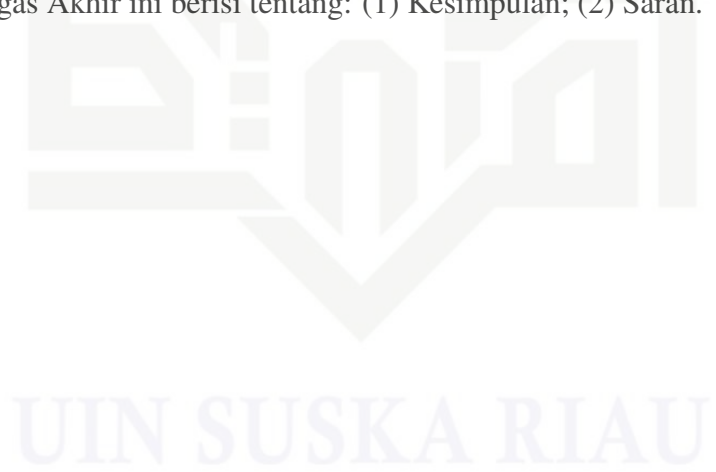 gas Akhir ini berisi tentang: (1) Kesimpulan; (2) Saran.
UIN SUSKA RIAU